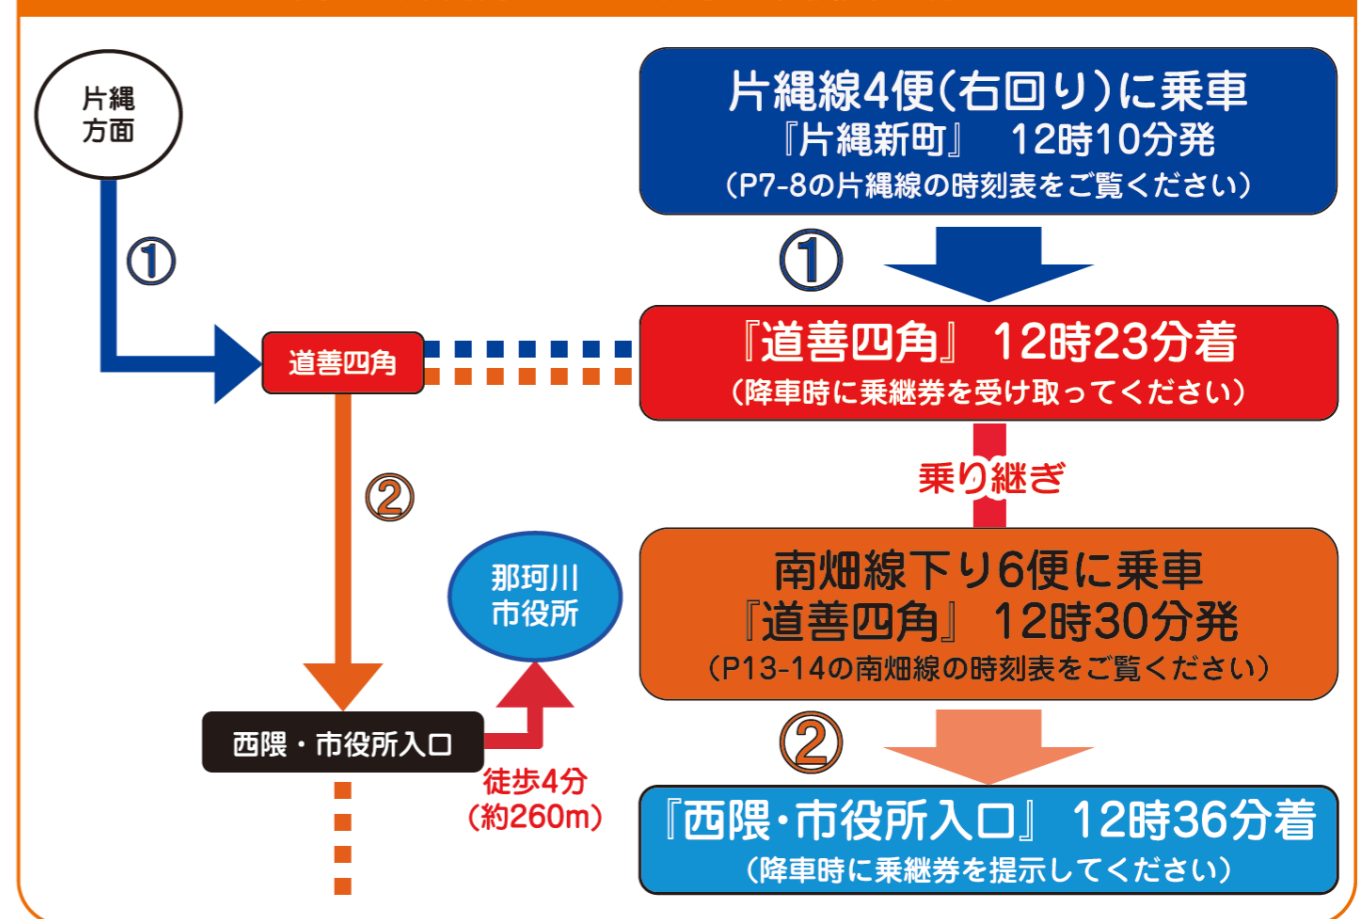 片縄
方面
①
道善四角
②
那珂川
市役所
西隈・市役所入口
徒歩4分
(約260m)
片縄線4便(右回り)に乗車
『片縄新町』 12時10分発
(P7-8の片縄線の時刻表をご覧ください)
①
『道善四角』 12時23分着
(降車時に乗継券を受け取ってください)
乗り継ぎ
南畑線下り6便に乗車
『道善四角』 12時30分発
(P13-14の南畑線の時刻表をご覧ください)
②
『西隈・市役所入口』 12時36分着
(降車時に乗継券を提示してください)